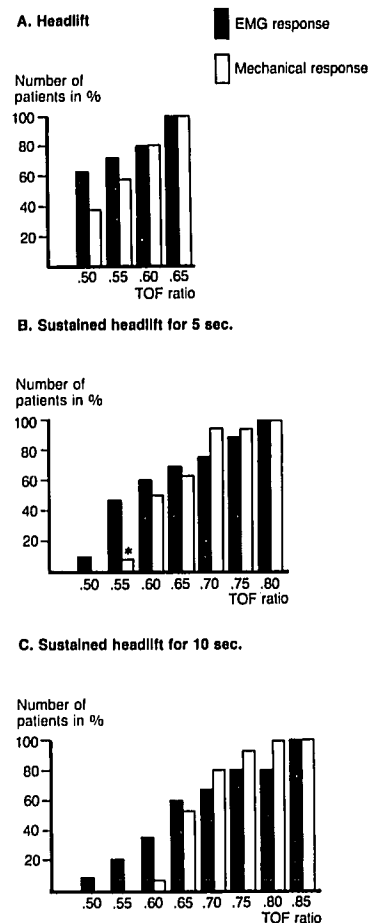 A. Headlift
EMG response
Mechanical response
Number of
patients in %
100
80
60
40
20
.50 .55 .60 .65
TOF ratio
B. Sustained headlift for 5 sec.
Number of
patients in %
100
80
60
40
20
*
.50 .55 .60 .65 .70 .75 .80
TOF ratio
C. Sustained headlift for 10 sec.
Number of
patients in %
100
80
60
40
20
.50 .55 .60 .65 .70 .75 .80 .85
TOF ratio